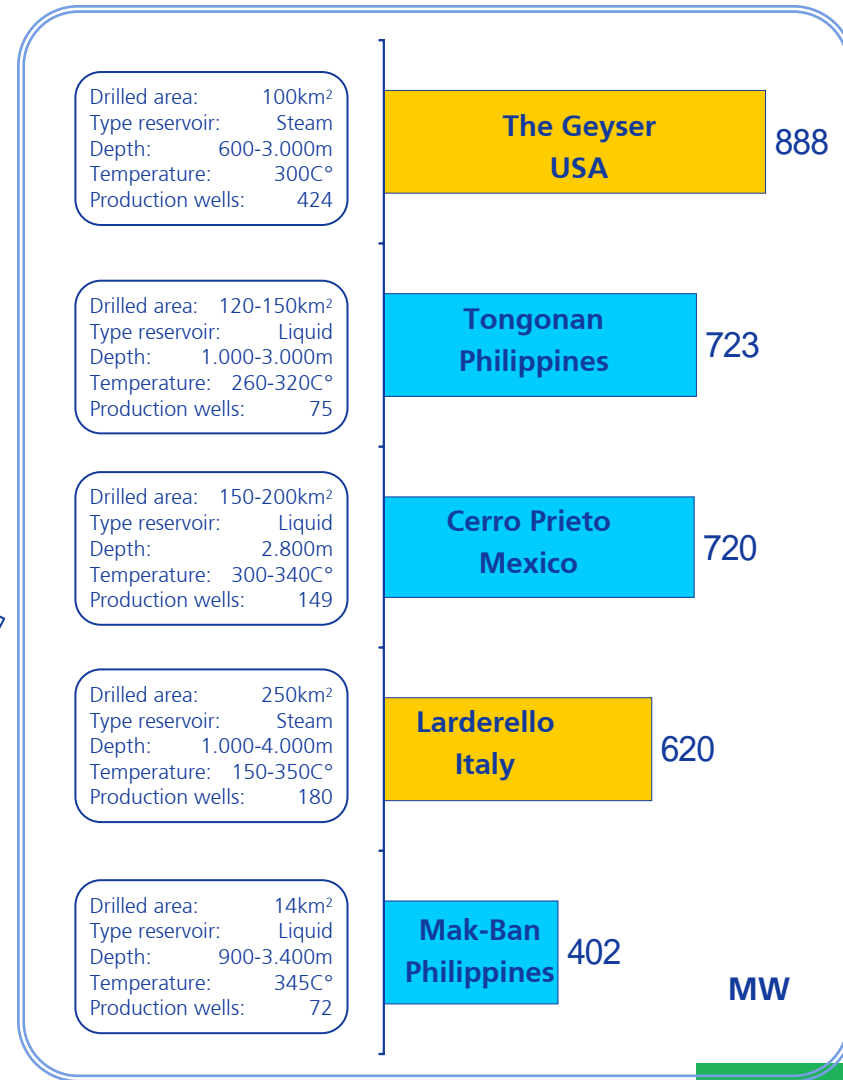 Drilled area: 100km²
Type reservoir: Steam
Depth: 600-3.000m
Temperature: 300C°
Production wells: 424
The Geyser
USA
888
Drilled area: 120-150km²
Type reservoir: Liquid
Depth: 1.000-3.000m
Temperature: 260-320C°
Production wells: 75
Tongonan
Philippines
723
Drilled area: 150-200km²
Type reservoir: Liquid
Depth: 2.800m
Temperature: 300-340C°
Production wells: 149
Cerro Prieto
Mexico
720
Drilled area: 250km²
Type reservoir: Steam
Depth: 1.000-4.000m
Temperature: 150-350C°
Production wells: 180
Larderello
Italy
620
Drilled area: 14km²
Type reservoir: Liquid
Depth: 900-3.400m
Temperature: 345C°
Production wells: 72
Mak-Ban
Philippines
402
MW